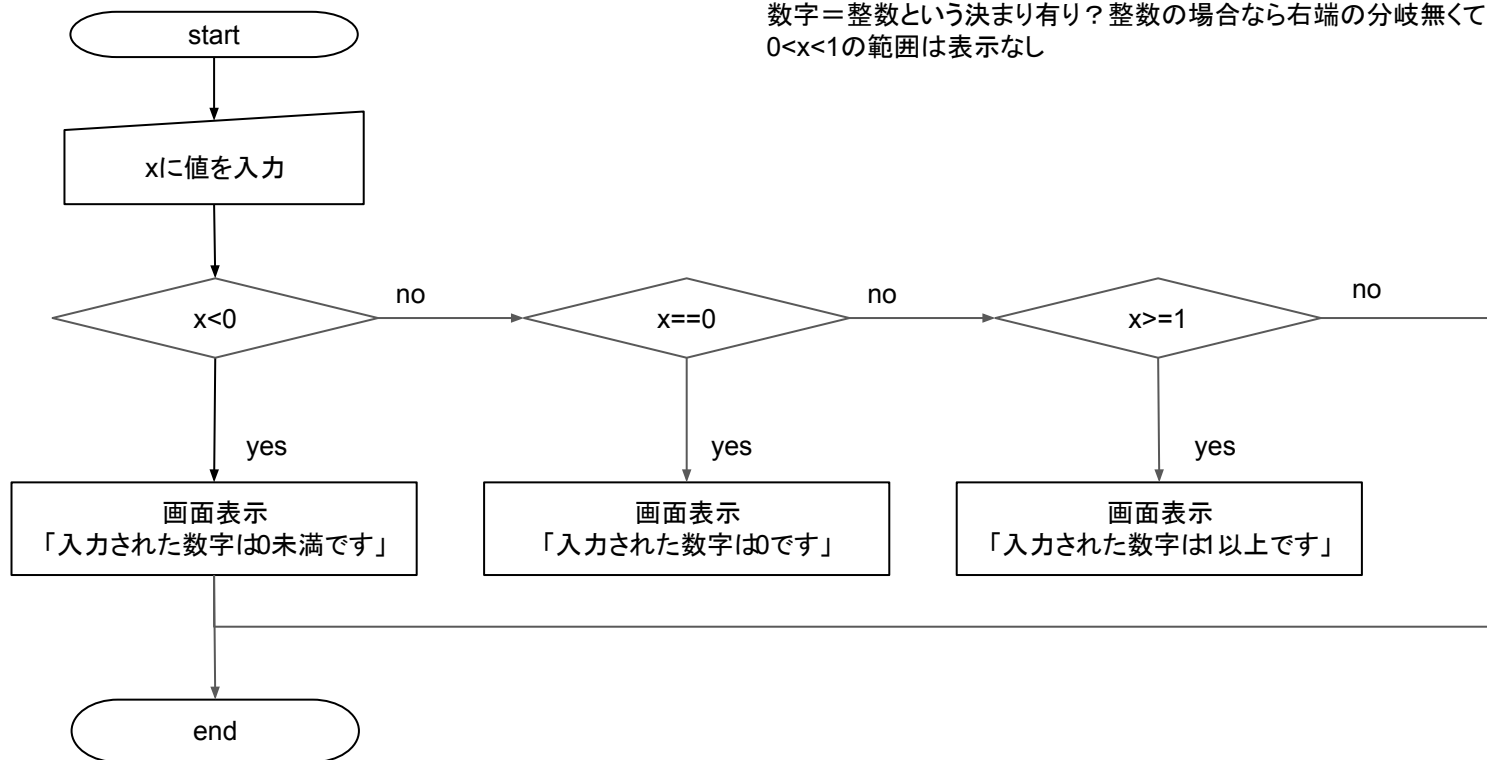 数字＝整数という決まり有り？整数の場合なら右端の分岐無くて
0<x<1の範囲は表示なし
start
xに値を入力
x<0
no
x==0
no
x>=1
no
yes
yes
yes
画面表示
「入力された数字は0未満です」
画面表示
「入力された数字は0です」
画面表示
「入力された数字は1以上です」
end